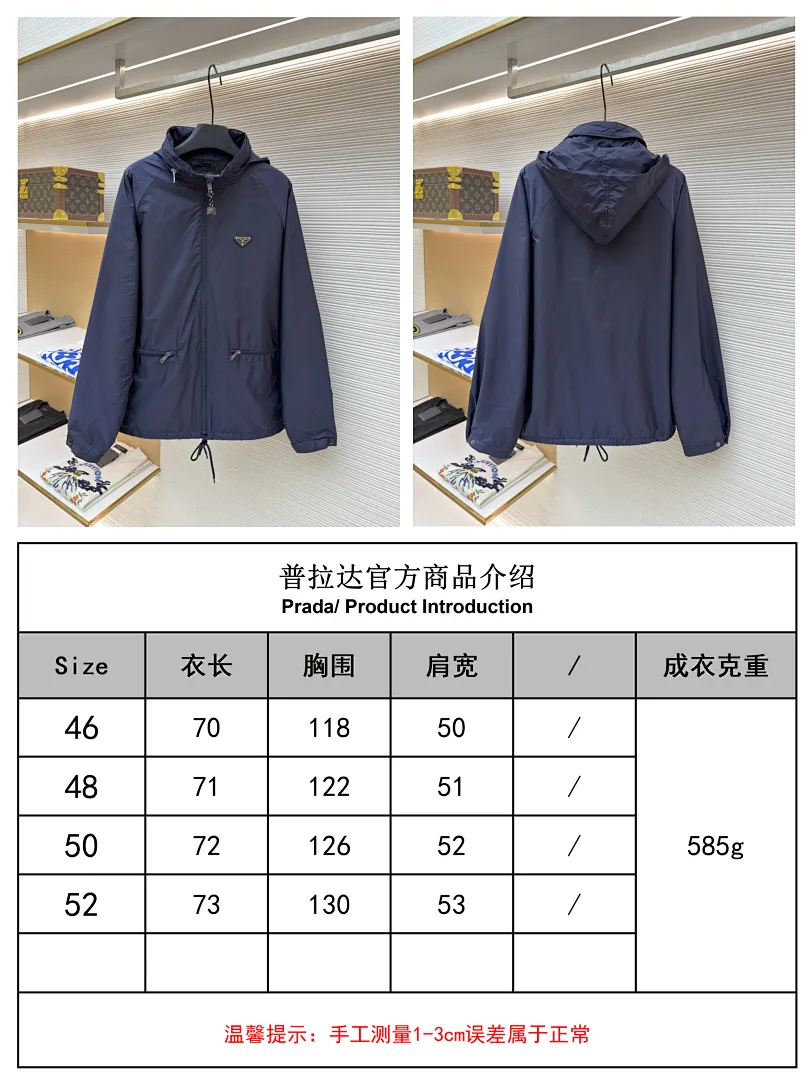 普拉达官方商品介绍
Prada/ Product Introduction
Size 衣长 胸围 肩宽 / 成衣克重
46 70 118 50 /
48 71 122 51 /
50 72 126 52 /
585g
52 73 130 53 /
温馨提示：手工测量1-3cm误差属于正常